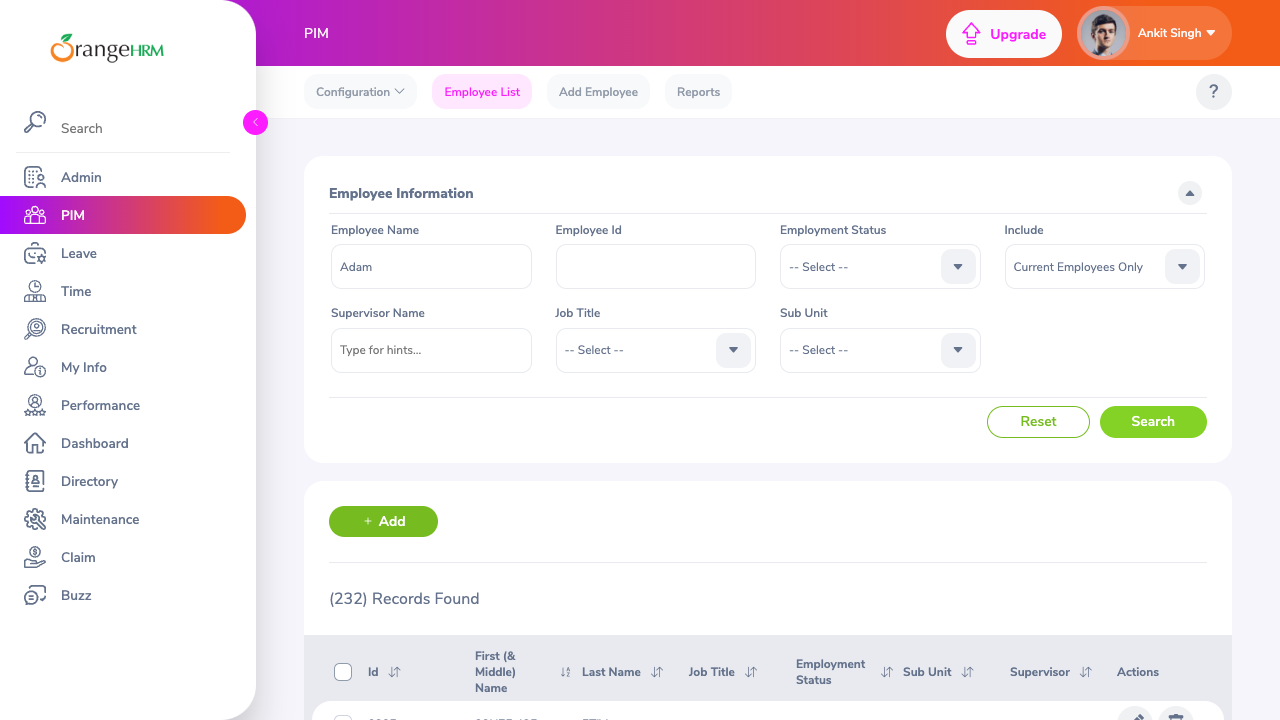 OrangeHRM
PIM
Upgrade
Ankit Singh
Configuration
Employee List
Add Employee
Reports
?
Search
Admin
PIM
Leave
Time
Recruitment
My Info
Performance
Dashboard
Directory
Maintenance
Claim
Buzz
Employee Information
Employee Name
Employee Id
Employment Status
Include
Adam
-- Select --
Current Employees Only
Supervisor Name
Job Title
Sub Unit
Type for hints...
-- Select --
-- Select --
Reset
Search
+ Add
(232) Records Found
Id
First (&
Middle)
Name
Last Name
Job Title
Employment
Status
Sub Unit
Supervisor
Actions